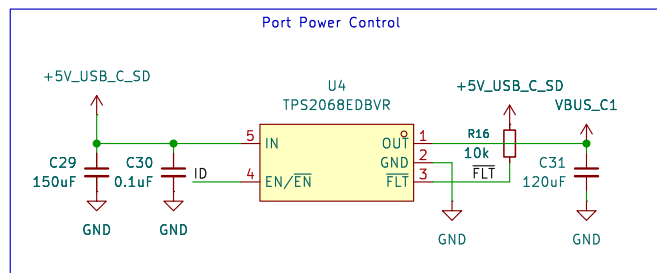 Port Power Control
+5V_USB_C_SD
U4
TPS2068EDBVR
+5V_USB_C_SD
VBUS_C1
5 IN
OUT 1
R16
10k
GND 2
C29
150uF
C30
0.1uF
ID
4 EN/EN
FLT 3
FLT
C31
120uF
GND
GND
GND
GND